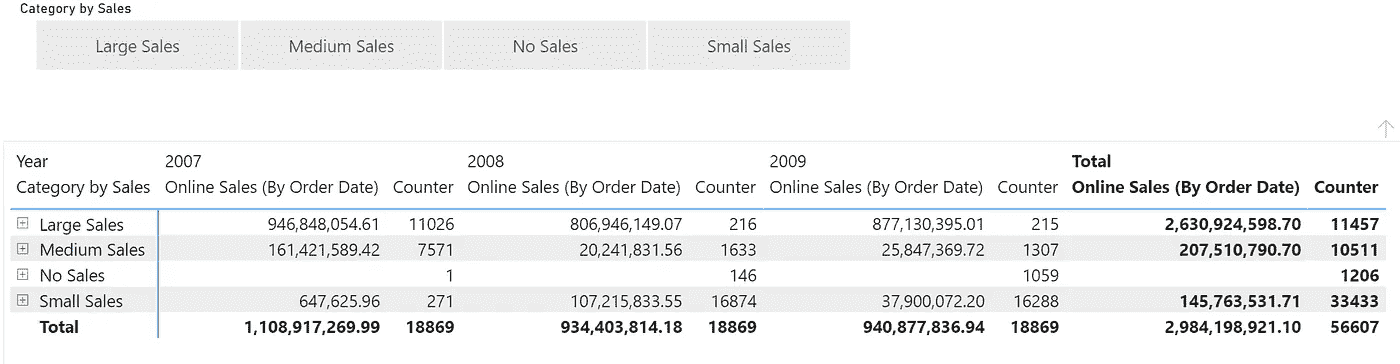 Category by Sales
Large Sales Medium Sales No Sales Small Sales
Year 2007 2008 2009 Total
Category by Sales Online Sales (By Order Date) Counter Online Sales (By Order Date) Counter Online Sales (By Order Date) Counter Online Sales (By Order Date) Counter
Large Sales 946,848,054.61 11026 806,946,149.07 216 877,130,395.01 215 2,630,924,598.70 11457
Medium Sales 161,421,589.42 7571 20,241,831.56 1633 25,847,369.72 1307 207,510,790.70 10511
No Sales 1 146 1059 1206
Small Sales 647,625.96 271 107,215,833.55 16874 37,900,072.20 16288 145,763,531.71 33433
Total 1,108,917,269.99 18869 934,403,814.18 18869 940,877,836.94 18869 2,984,198,921.10 56607